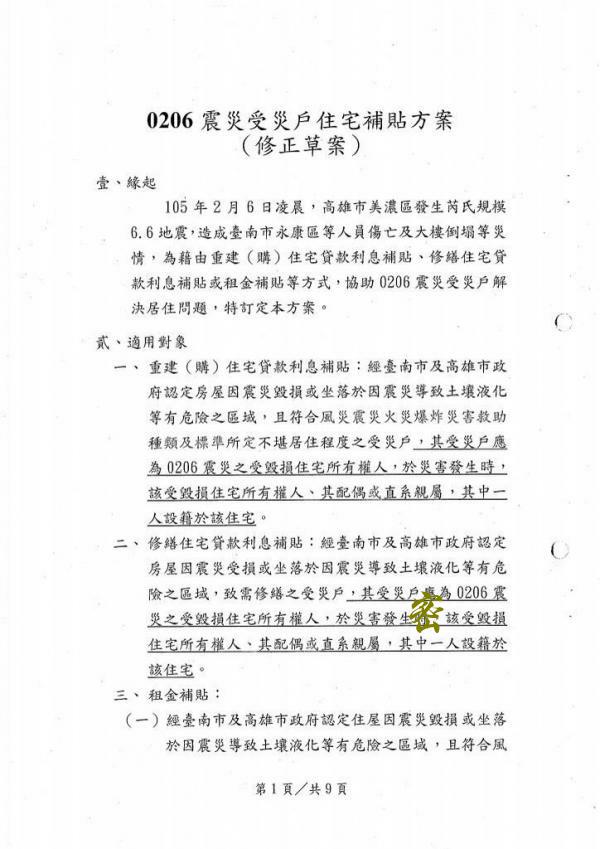 0206 震災受災戶住宅補貼方案
（修正草案）
壹、緣起
105 年 2 月 6 日凌晨，高雄市美濃區發生芮氏規模
6.6 地震，造成臺南市永康區等人員傷亡及大樓倒塌等災
情，為藉由重建（購）住宅貸款利息補貼、修繕住宅貸
款利息補貼或租金補貼等方式，協助 0206 震災受災戶解
決居住問題，特訂定本方案。
貳、適用對象
一、重建（購）住宅貸款利息補貼：經臺南市及高雄市政
府認定房屋因震災毀損或坐落於因震災導致土壤液化
等有危險之區域，且符合風災震災火災爆炸災害救助
種類及標準所定不堪居住程度之受災戶，其受災戶應
為 0206 震災之受毀損住宅所有權人，於災害發生時，
該受毀損住宅所有權人、其配偶或直系親屬，其中一
人設籍於該住宅。
二、修繕住宅貸款利息補貼：經臺南市及高雄市政府認定
房屋因震災受損或坐落於因震災導致土壤液化等有危
險之區域，致需修繕之受災戶，其受災戶應為 0206 震
災之受毀損住宅所有權人，於災害發生 密 該受毀損
住宅所有權人、其配偶或直系親屬，其中一人設籍於
該住宅。
三、租金補貼：
（一）經臺南市及高雄市政府認定住屋因震災毀損或坐落
於因震災導致土壤液化等有危險之區域，且符合風
第 1 頁／共 9 頁